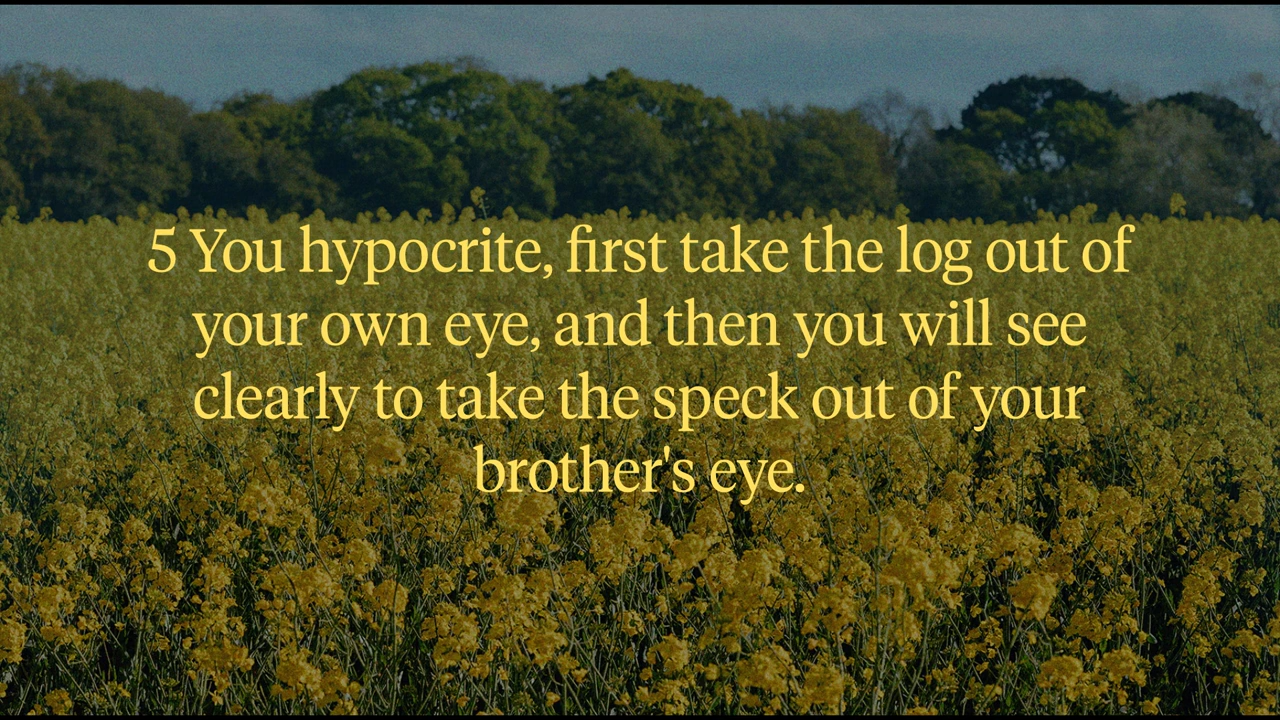 5 You hypocrite, first take the log out of
your own eye, and then you will see
clearly to take the speck out of your
brother's eye.